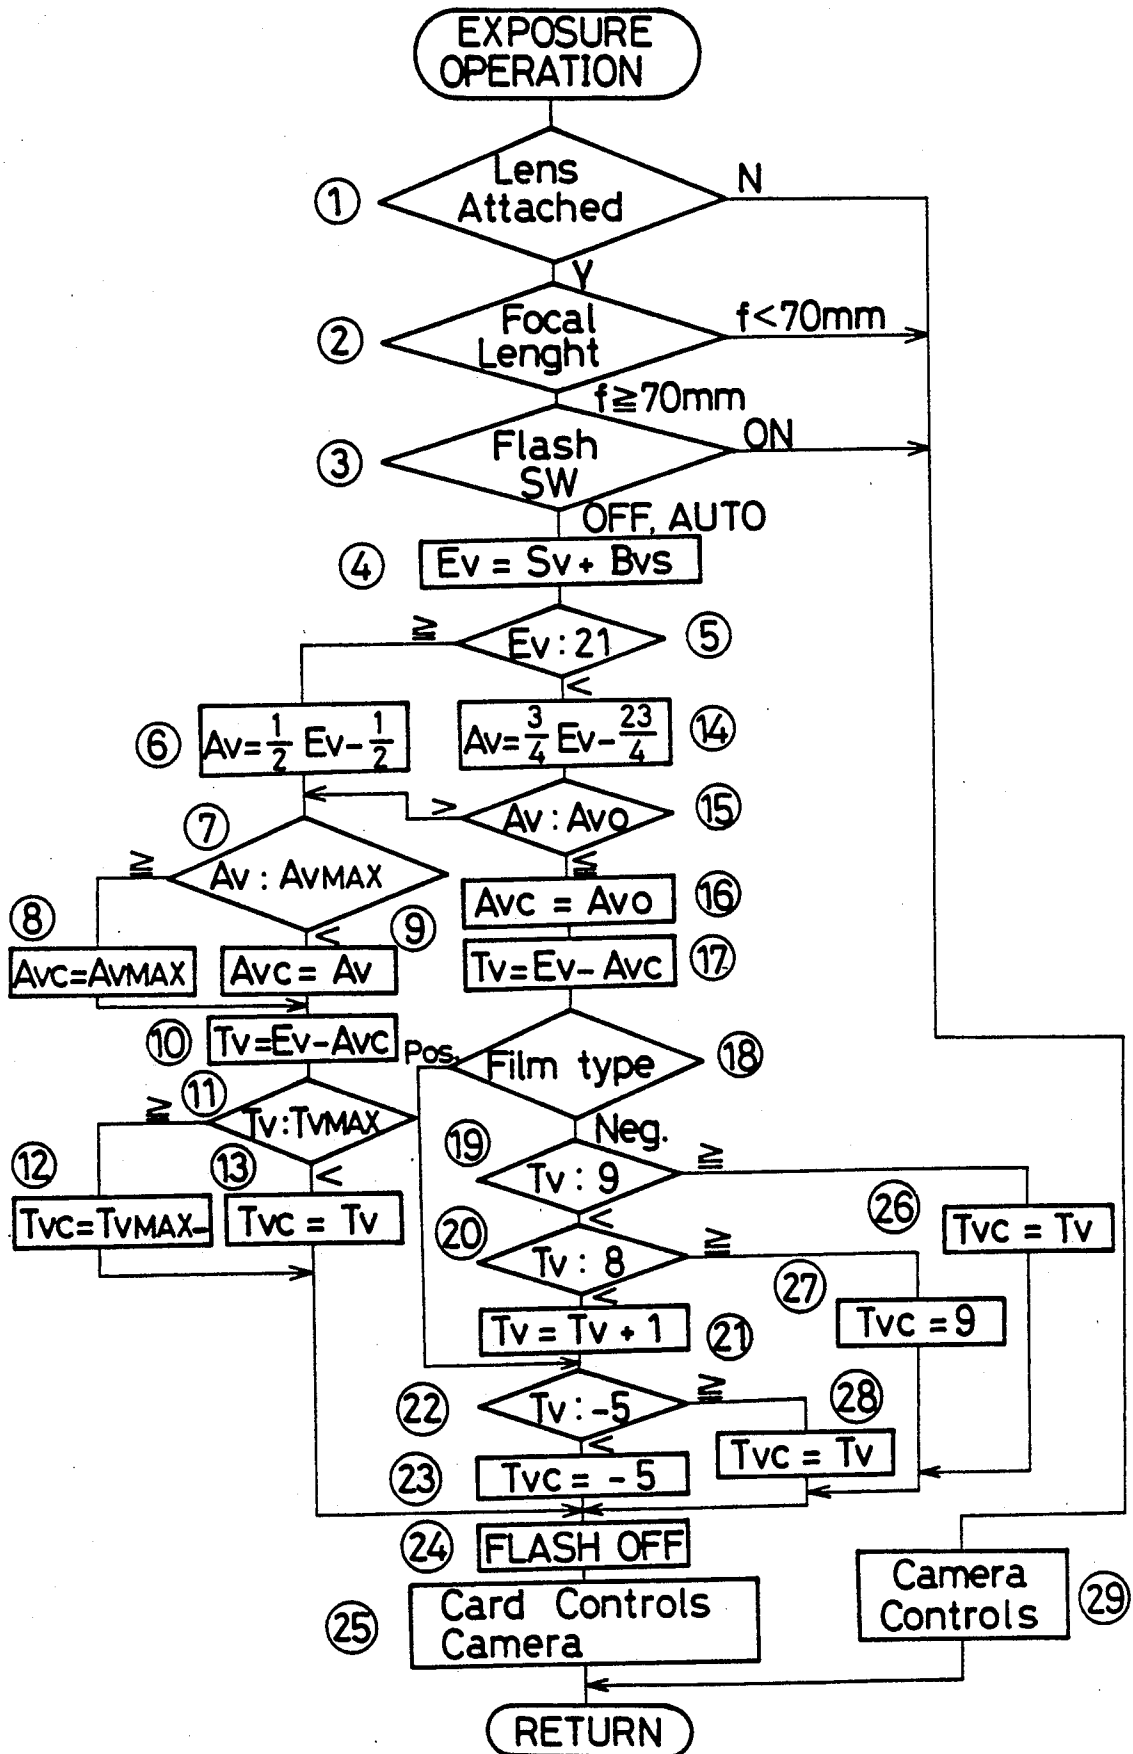 EXPOSURE
OPERATION
① Lens
Attached
N
Y
② Focal
Lenght
f<70mm
f≧70mm
③ Flash
SW
ON
OFF, AUTO
④ Ev = Sv + Bvs
≧ Ev : 21 ⑤
<
⑥ Av=1/2 Ev-1/2
Av=3/4 Ev-23/4 ⑭
> Av : Avo ⑮
≦
⑦ ≧ Av : AvMAX
<
⑧ Avc=AvMAX
⑨ Avc = Av
Avc = Avo ⑯
Tv=Ev-Avc ⑰
⑩ Tv=Ev-Avc
Pos. Film type ⑱
Neg.
⑪ ≧ Tv:TvMAX
<
⑫ Tvc=TvMAX-
⑬ Tvc = Tv
⑲ Tv : 9 ≧
<
⑳ Tv : 8 ≧
<
㉖ Tvc = Tv
㉗ Tvc = 9
Tv = Tv + 1 ㉑
㉒ Tv : -5 ≧
<
㉘ Tvc = Tv
㉓ Tvc = -5
㉔ FLASH OFF
㉕ Card Controls
Camera
Camera
Controls ㉙
RETURN